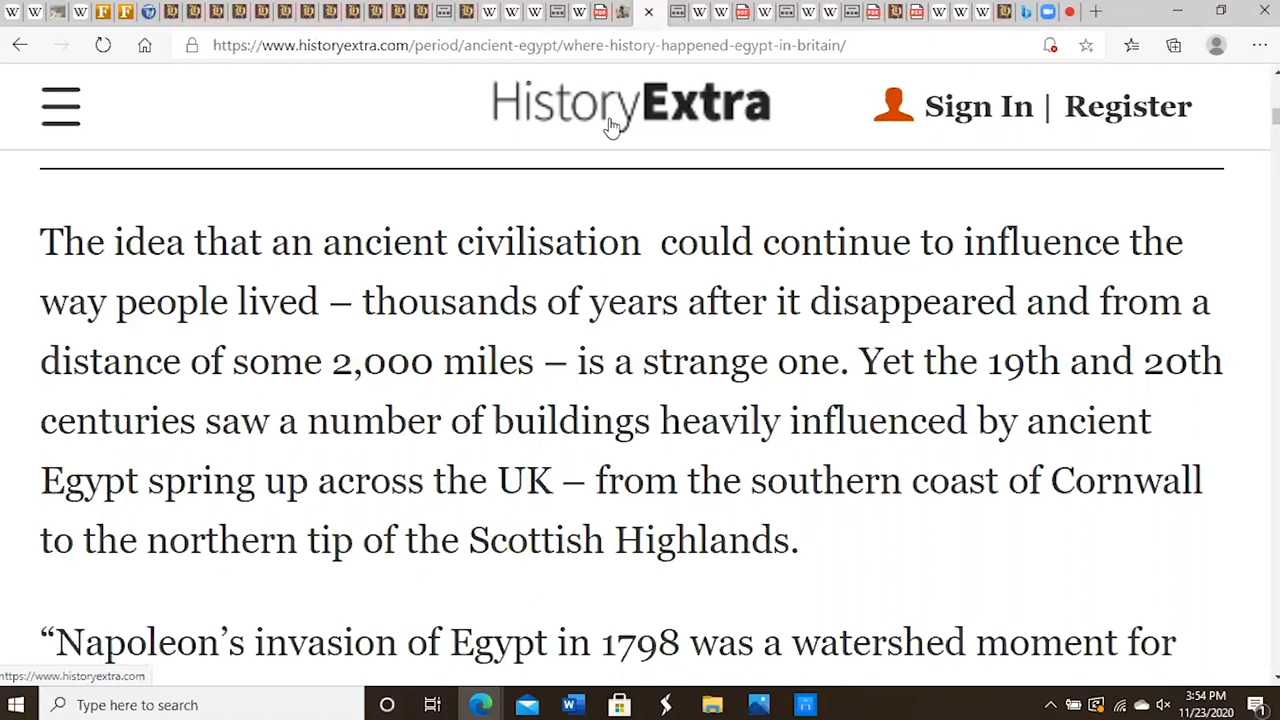 https://www.historyextra.com/period/ancient-egypt/where-history-happened-egypt-in-britain/
HistoryExtra
Sign In | Register
The idea that an ancient civilisation could continue to influence the
way people lived – thousands of years after it disappeared and from a
distance of some 2,000 miles – is a strange one. Yet the 19th and 20th
centuries saw a number of buildings heavily influenced by ancient
Egypt spring up across the UK – from the southern coast of Cornwall
to the northern tip of the Scottish Highlands.
“Napoleon’s invasion of Egypt in 1798 was a watershed moment for
https://www.historyextra.com
Type here to search
3:54 PM
11/23/2020